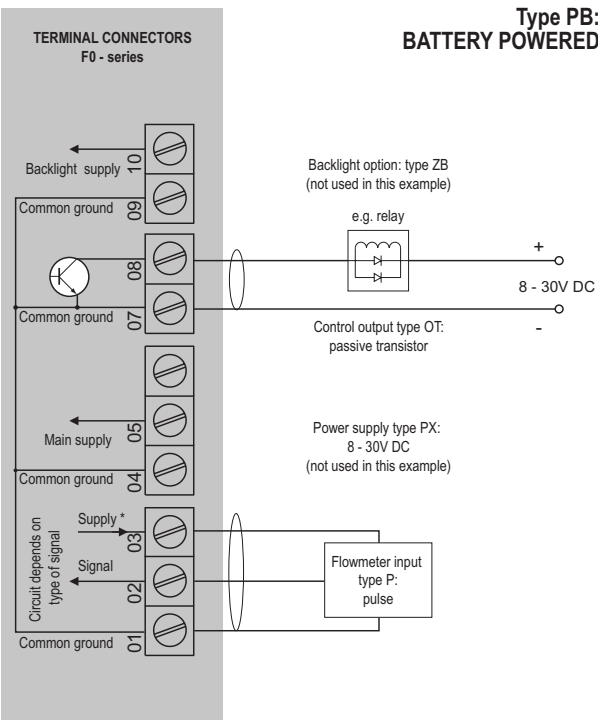 Type PB:
BATTERY POWERED
TERMINAL CONNECTORS
F0 - series
10
Backlight supply
Backlight option: type ZB
(not used in this example)
09
Common ground
e.g. relay
08
+
8 - 30V DC
07
Common ground
Control output type OT:
passive transistor
-
05
Main supply
Power supply type PX:
8 - 30V DC
(not used in this example)
04
Common ground
Circuit depends on
type of signal
Supply *
03
Signal
02
Flowmeter input
type P:
pulse
01
Common ground